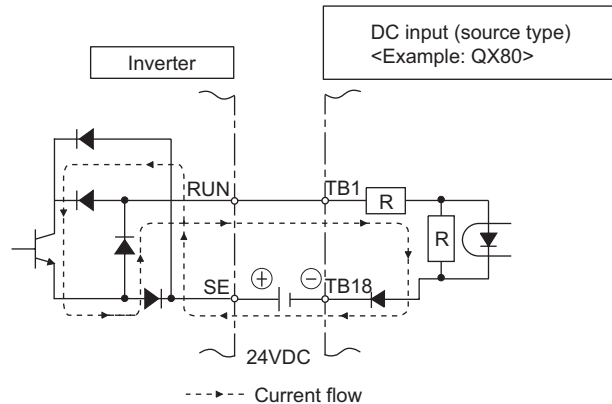 DC input (source type)
<Example: QX80>
Inverter
RUN
TB1
R
R
SE
+
−
TB18
24VDC
Current flow